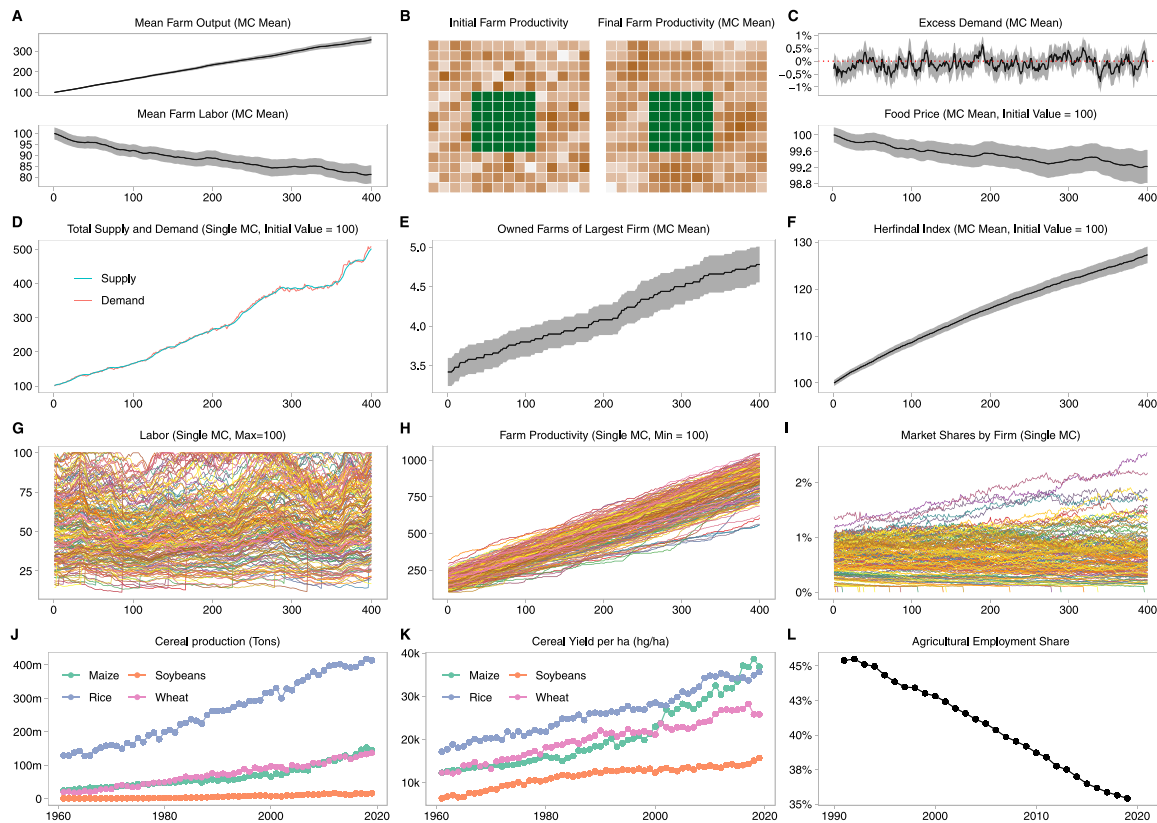 A
Mean Farm Output (MC Mean)
300
200
100
Mean Farm Labor (MC Mean)
100
95
90
85
80
0 100 200 300 400
B
Initial Farm Productivity
Final Farm Productivity (MC Mean)
C
Excess Demand (MC Mean)
1%
0.5%
0%
−0.5%
−1%
Food Price (MC Mean, Initial Value = 100)
100
99.6
99.2
98.8
0 100 200 300 400
D
Total Supply and Demand (Single MC, Initial Value = 100)
500
400
300
200
100
Supply
Demand
0 100 200 300 400
E
Owned Farms of Largest Firm (MC Mean)
5.0
4.5
4.0
3.5
0 100 200 300 400
F
Herfindal Index (MC Mean, Initial Value = 100)
130
120
110
100
0 100 200 300 400
G
Labor (Single MC, Max=100)
100
75
50
25
0 100 200 300 400
H
Farm Productivity (Single MC, Min = 100)
1000
750
500
250
0 100 200 300 400
I
Market Shares by Firm (Single MC)
2%
1%
0%
0 100 200 300 400
J
Cereal production (Tons)
400m
300m
200m
100m
0
Maize Soybeans
Rice Wheat
1960 1980 2000 2020
K
Cereal Yield per ha (hg/ha)
40k
30k
20k
10k
Maize Soybeans
Rice Wheat
1960 1980 2000 2020
L
Agricultural Employment Share
45%
43%
40%
38%
35%
1990 2000 2010 2020